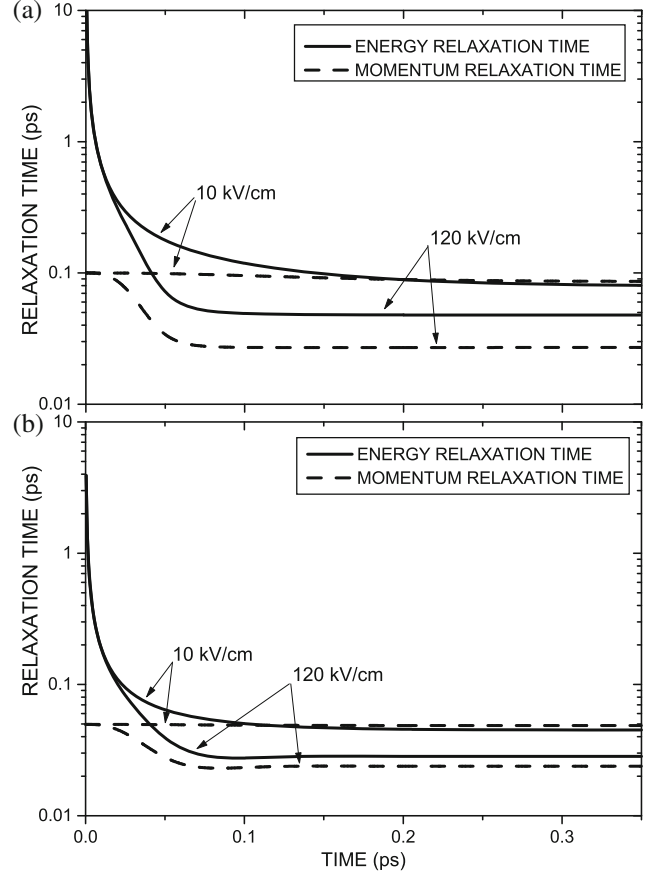 (a)
10
1
0.1
0.01
RELAXATION TIME (ps)
ENERGY RELAXATION TIME
MOMENTUM RELAXATION TIME
10 kV/cm
120 kV/cm
(b)
10
1
0.1
0.01
RELAXATION TIME (ps)
ENERGY RELAXATION TIME
MOMENTUM RELAXATION TIME
10 kV/cm
120 kV/cm
0.0 0.1 0.2 0.3
TIME (ps)